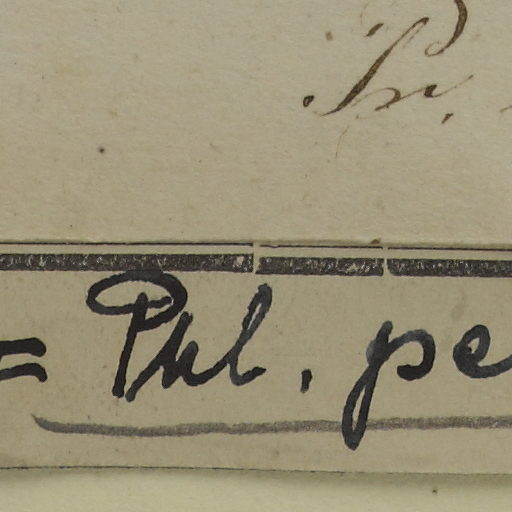 = Phl. pe